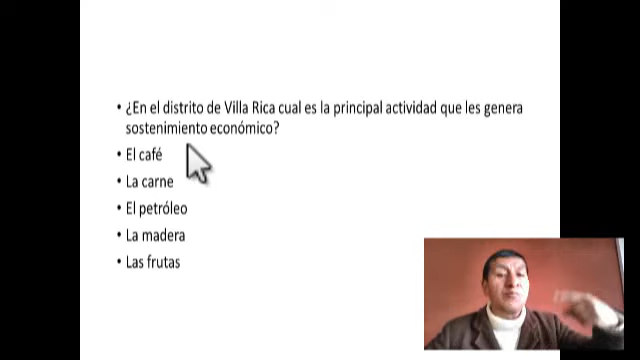 • ¿En el distrito de Villa Rica cual es la principal actividad que les genera
sostenimiento económico?
• El café
• La carne
• El petróleo
• La madera
• Las frutas